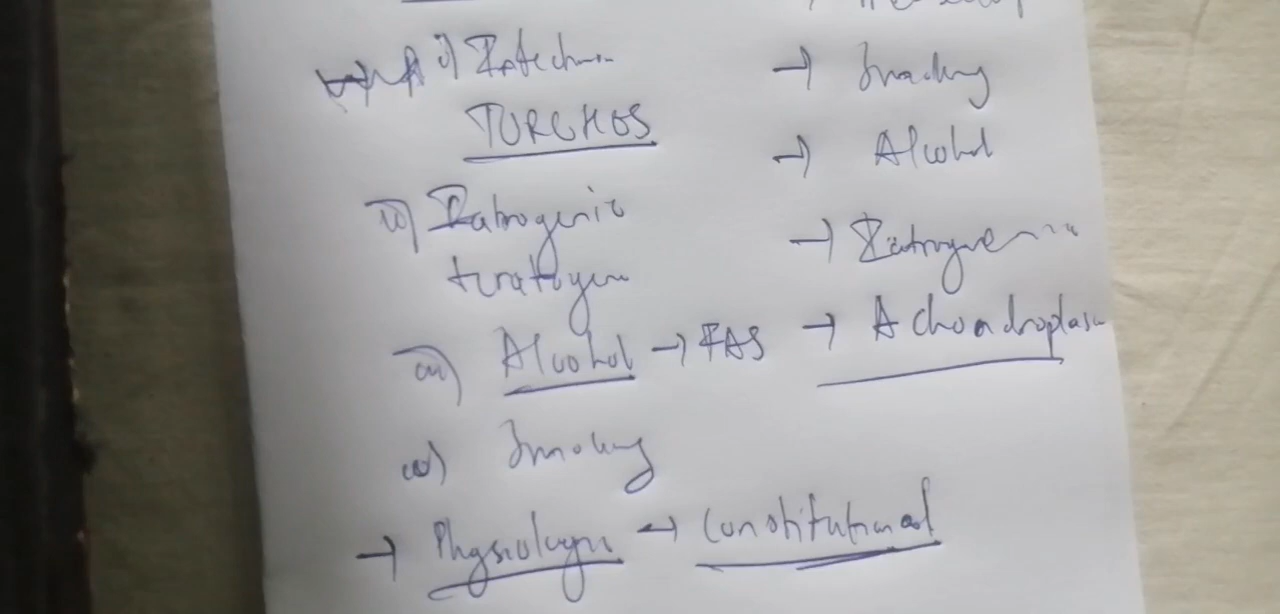 i) Infection → Smoking
TORCHES → Alcohol
ii) Iatrogenic → Iatrogenic
teratogen
iii) Alcohol → FAS → Achondroplasia
iv) Smoking
→ Physiologic ↔ Constitutional